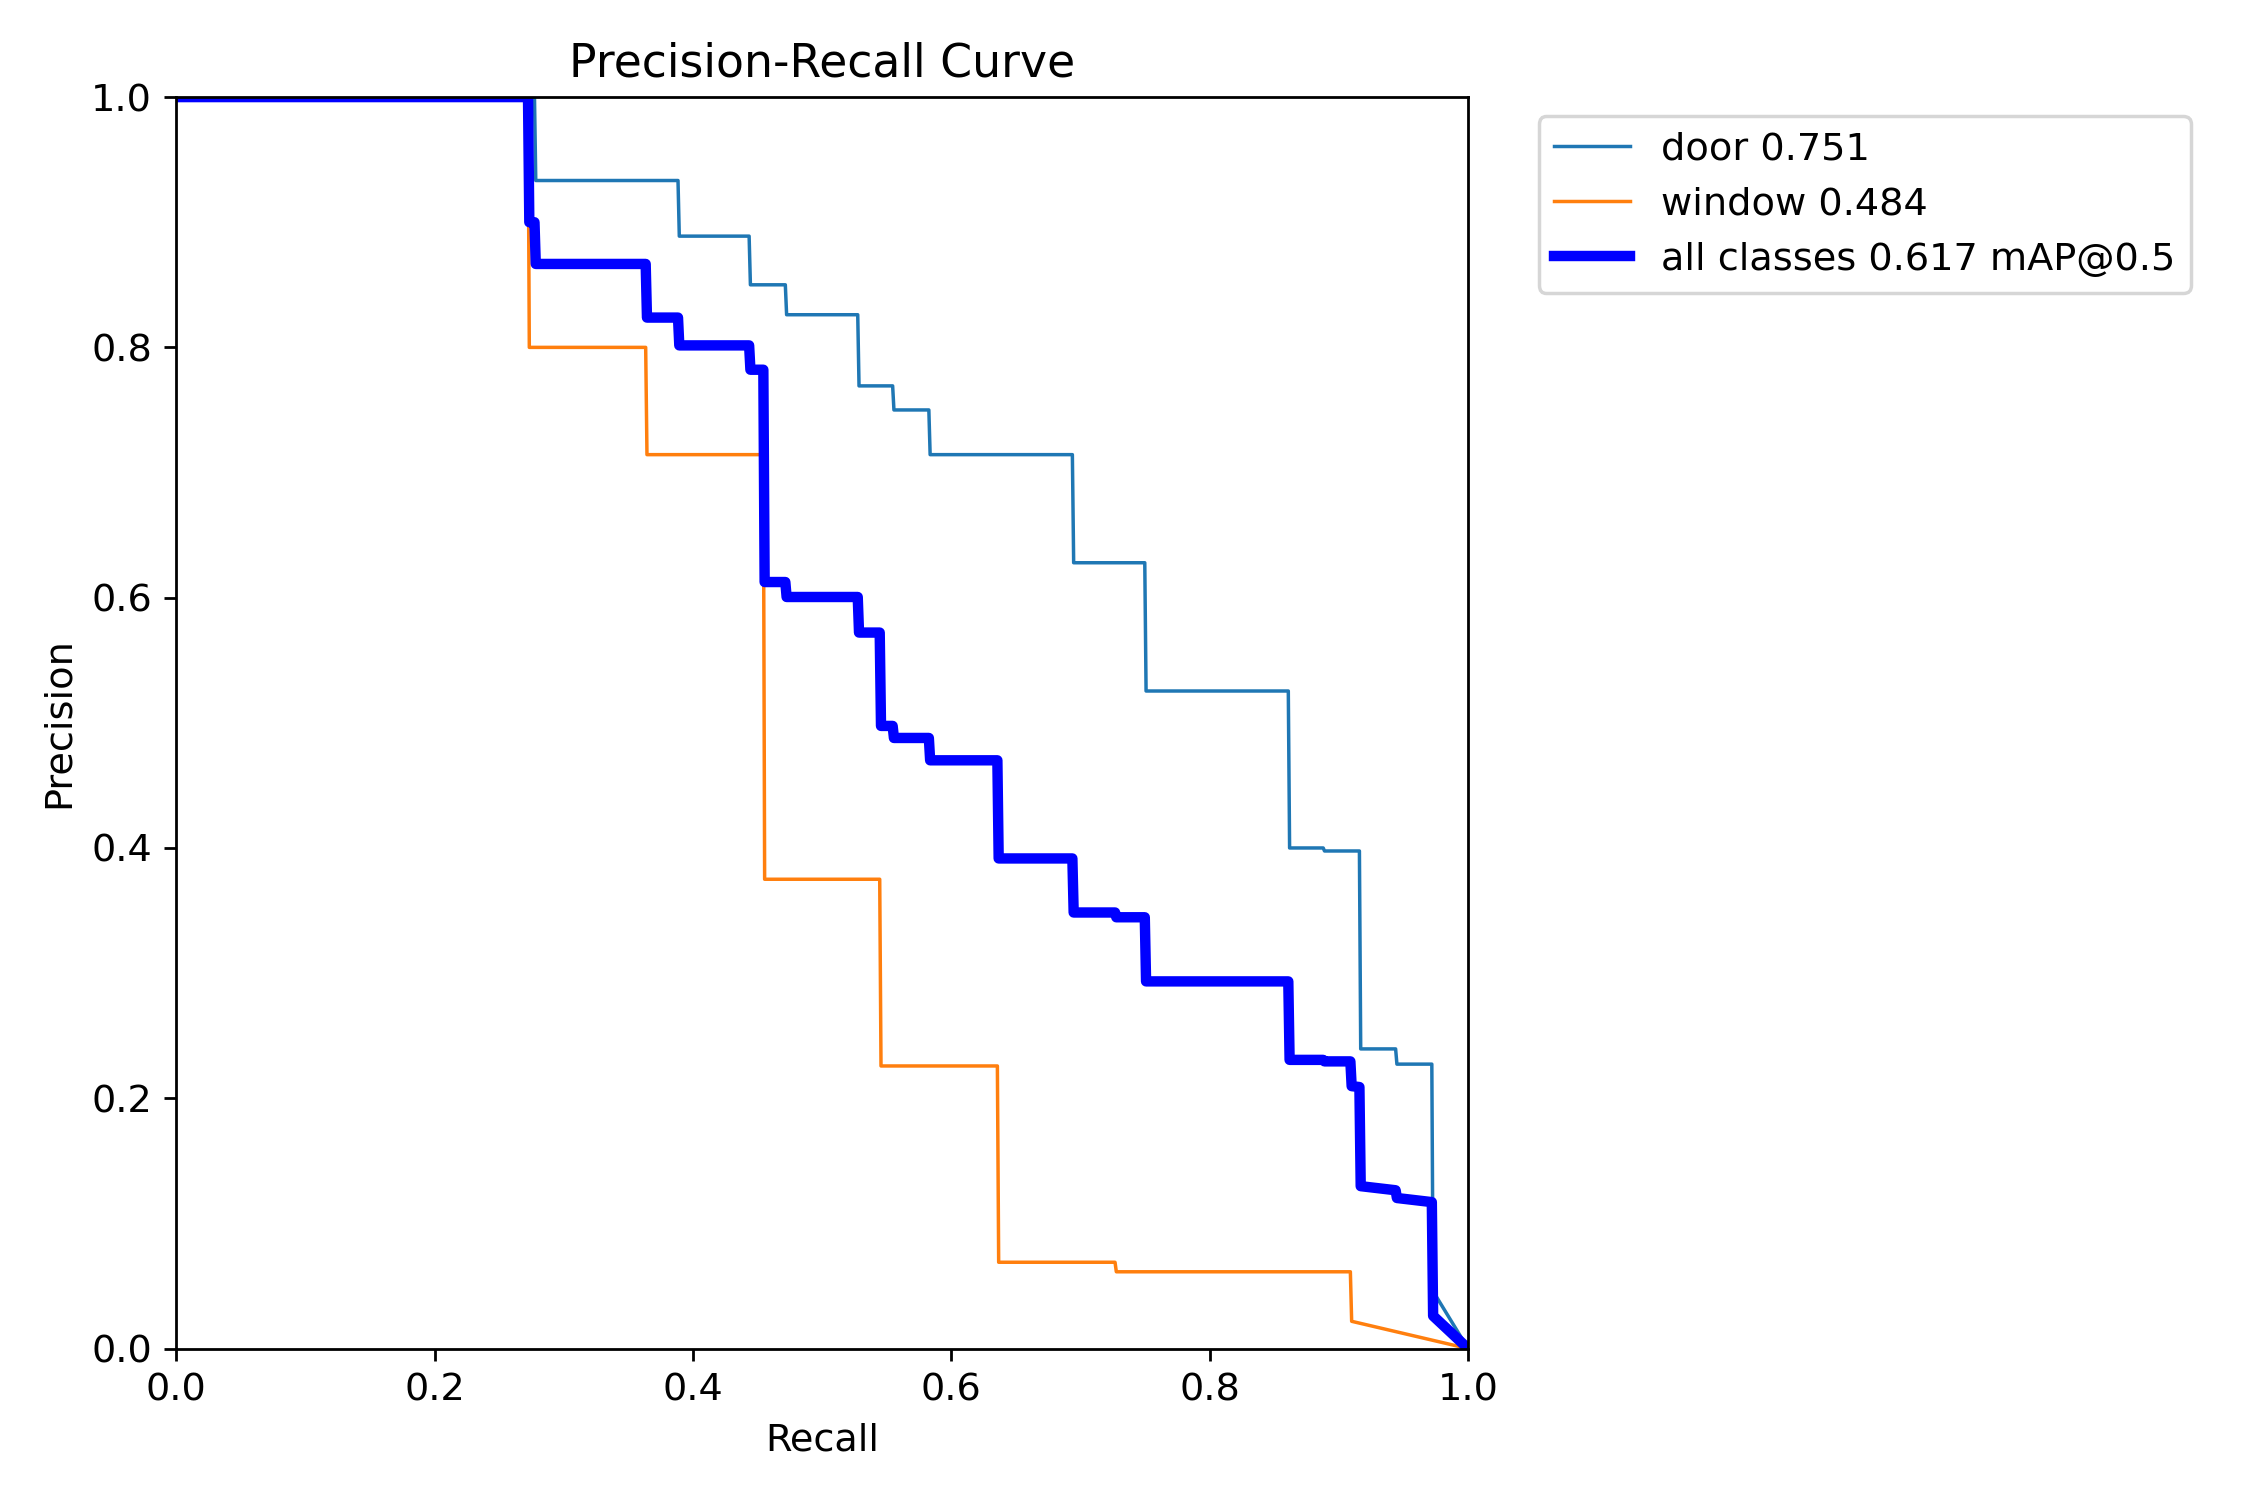 Precision-Recall Curve
1.0
0.8
0.6
0.4
0.2
0.0
Precision
0.0 0.2 0.4 0.6 0.8 1.0
Recall
door 0.751
window 0.484
all classes 0.617 mAP@0.5